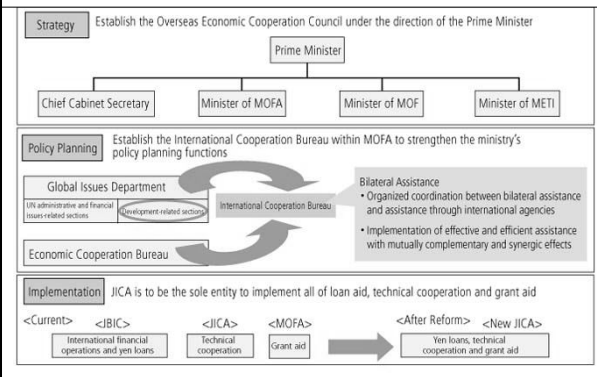 Strategy
Establish the Overseas Economic Cooperation Council under the direction of the Prime Minister
Prime Minister
Chief Cabinet Secretary
Minister of MOFA
Minister of MOF
Minister of METI
Policy Planning
Establish the International Cooperation Bureau within MOFA to strengthen the ministry's
policy planning functions
Global Issues Department
UN administrative and financial
issues-related sections
Development-related sections
Economic Cooperation Bureau
International Cooperation Bureau
Bilateral Assistance
• Organized coordination between bilateral assistance
and assistance through international agencies
• Implementation of effective and efficient assistance
with mutually complementary and synergic effects
Implementation
JICA is to be the sole entity to implement all of loan aid, technical cooperation and grant aid
<Current>
<JBIC>
<JICA>
<MOFA>
<After Reform>
<New JICA>
International financial
operations and yen loans
Technical
cooperation
Grant aid
Yen loans, technical
cooperation and grant aid